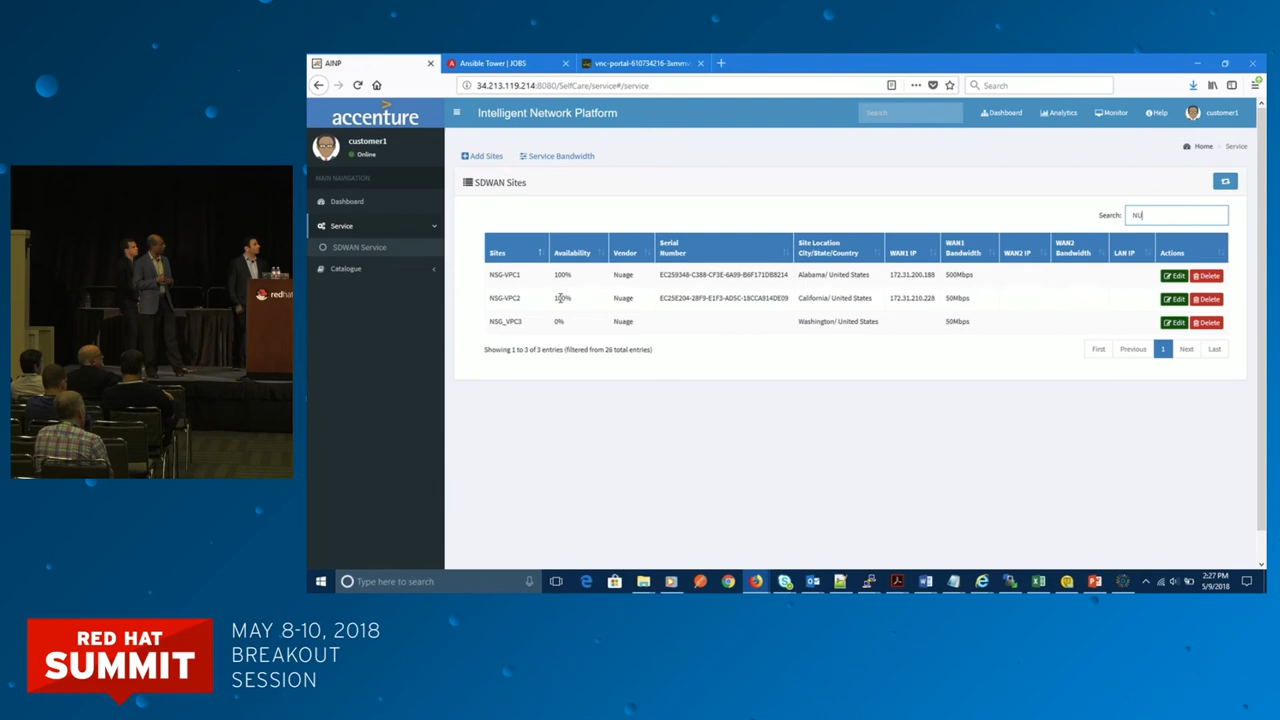 AINP
Ansible Tower | JOBS
34.213.119.214:8080/SelfCare/service#/service
Search
accenture
Intelligent Network Platform
Search
Dashboard
Analytics
Monitor
Help
customer1
customer1
Online
MAIN NAVIGATION
Dashboard
Service
SDWAN Service
Catalogue
Add Sites
Service Bandwidth
Home
Service
SDWAN Sites
Search:
NU
Sites Availability Vendor Serial Number Site Location City/State/Country WAN1 IP WAN1 Bandwidth WAN2 IP WAN2 Bandwidth LAN IP Actions
NSG-VPC1 100% Nuage EC259348-C388-CF3E-6A99-B6F171DB8214 Alabama/ United States 172.31.200.188 500Mbps Edit Delete
NSG-VPC2 100% Nuage EC25E204-28F9-E1F3-AD5C-18CCA914DE09 California/ United States 172.31.210.228 50Mbps Edit Delete
NSG_VPC3 0% Nuage Washington/ United States 50Mbps Edit Delete
Showing 1 to 3 of 3 entries (filtered from 26 total entries)
First Previous 1 Next Last
Type here to search
2:27 PM
5/9/2018
redhat
RED HAT
SUMMIT
MAY 8-10, 2018
BREAKOUT
SESSION